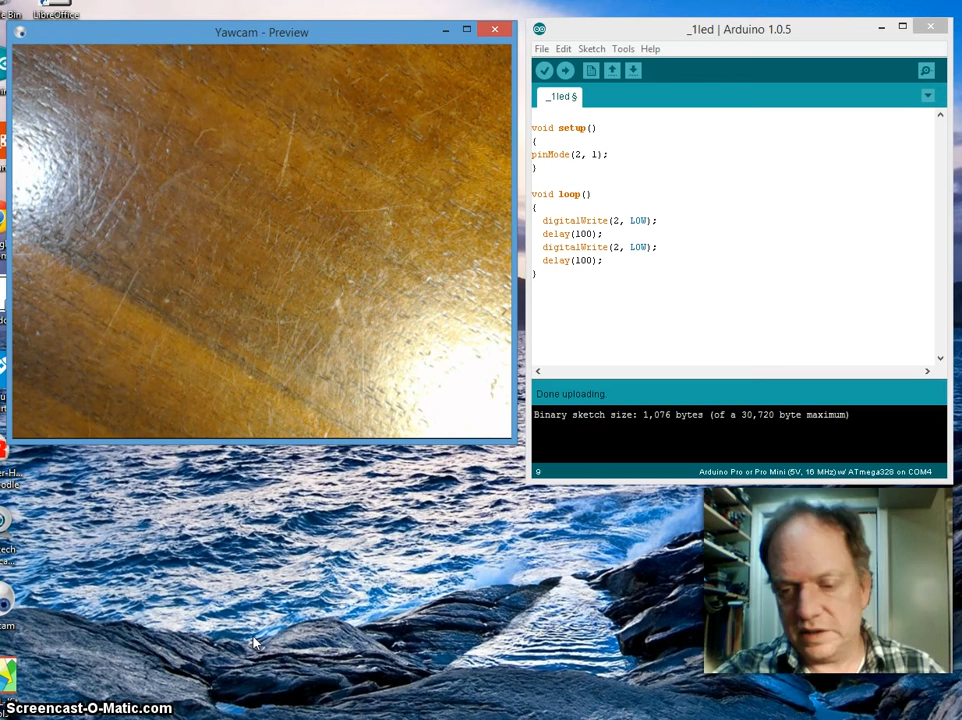 LibreOffice
Yawcam - Preview
_1led | Arduino 1.0.5
File Edit Sketch Tools Help
_1led §
void setup()
{
pinMode(2, 1);
}
void loop()
{
digitalWrite(2, LOW);
delay(100);
digitalWrite(2, LOW);
delay(100);
}
Done uploading.
Binary sketch size: 1,076 bytes (of a 30,720 byte maximum)
9
Arduino Pro or Pro Mini (5V, 16 MHz) w/ ATmega328 on COM4
Screencast-O-Matic.com